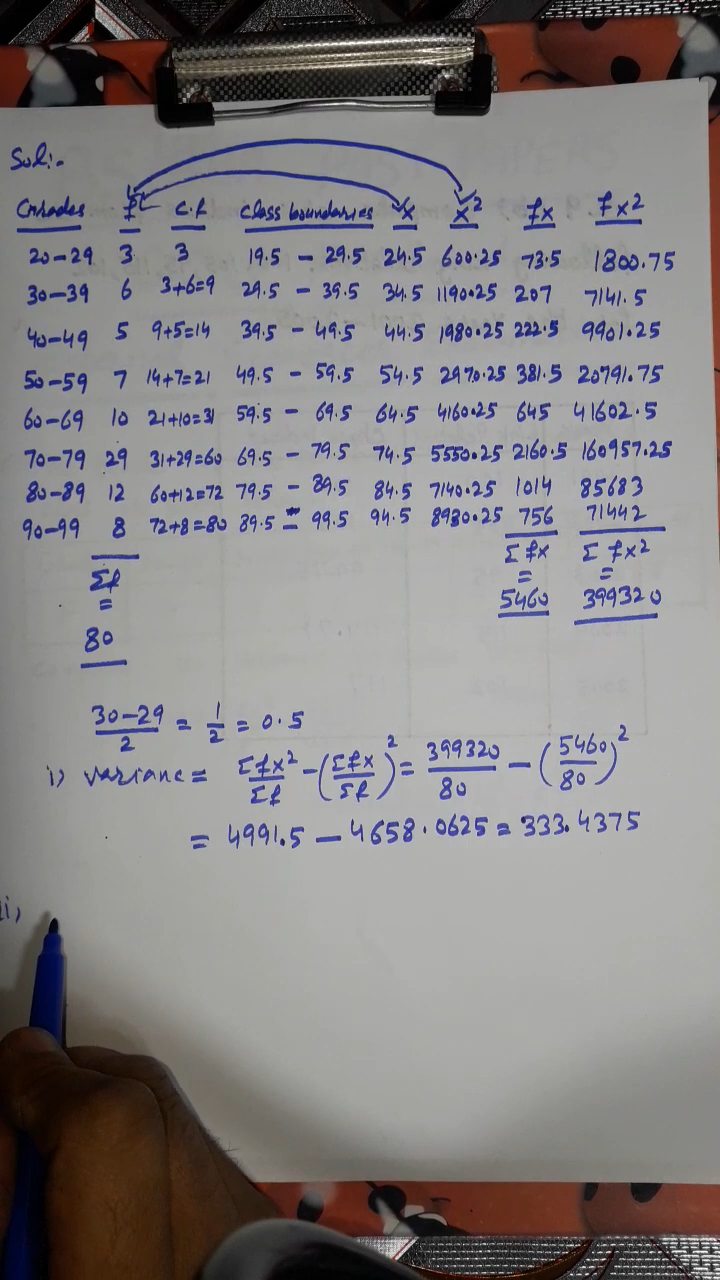 Sol:-
Grades f c.f class boundaries x x² fx fx²
20-29 3 3 19.5 - 29.5 24.5 600.25 73.5 1800.75
30-39 6 3+6=9 29.5 - 39.5 34.5 1190.25 207 7141.5
40-49 5 9+5=14 39.5 - 49.5 44.5 1980.25 222.5 9901.25
50-59 7 14+7=21 49.5 - 59.5 54.5 2970.25 381.5 20791.75
60-69 10 21+10=31 59.5 - 69.5 64.5 4160.25 645 41602.5
70-79 29 31+29=60 69.5 - 79.5 74.5 5550.25 2160.5 160957.25
80-89 12 60+12=72 79.5 - 89.5 84.5 7140.25 1014 85683
90-99 8 72+8=80 89.5 - 99.5 94.5 8930.25 756 71442
Σf = 80 Σfx = 5460 Σfx² = 399320
30-29/2 = 1/2 = 0.5
i) variance = Σfx²/Σf - (Σfx/Σf)² = 399320/80 - (5460/80)²
= 4991.5 - 4658.0625 = 333.4375
ii)